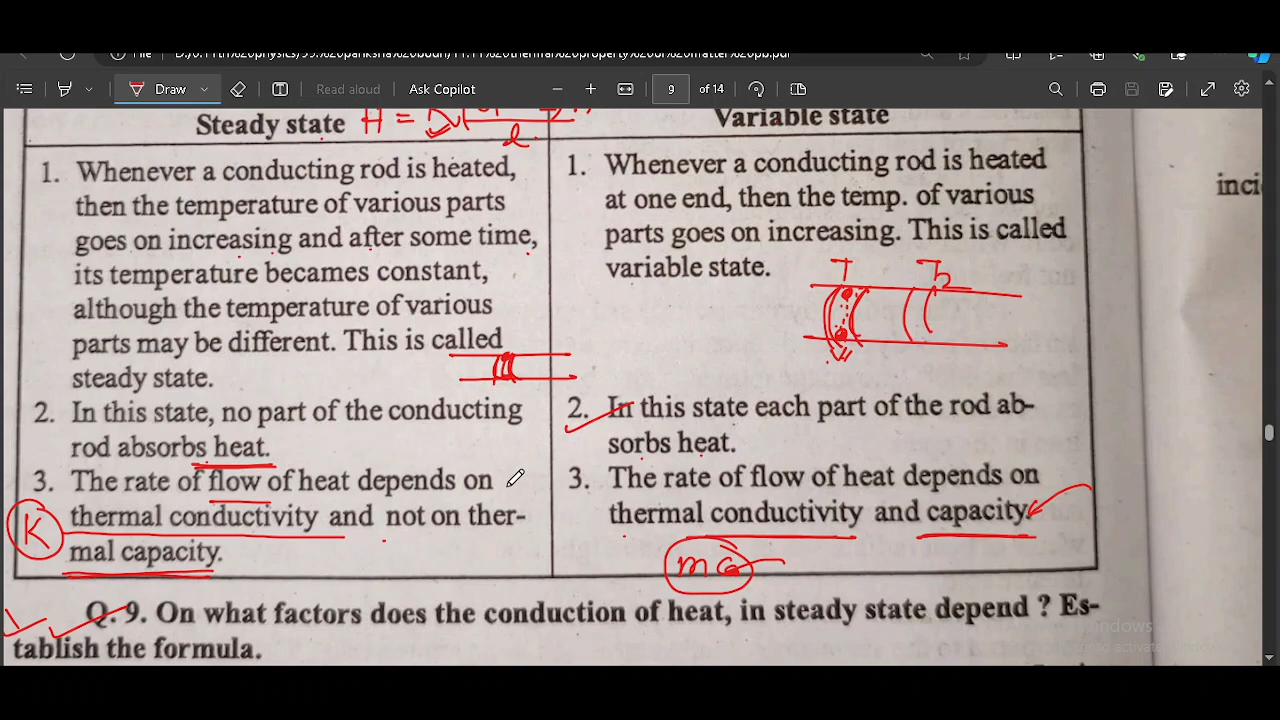 Draw
Read aloud
Ask Copilot
9
of 14
Steady state H =
l
Variable state
1. Whenever a conducting rod is heated,
then the temperature of various parts
goes on increasing and after some time,
its temperature becames constant,
although the temperature of various
parts may be different. This is called
steady state.
2. In this state, no part of the conducting
rod absorbs heat.
3. The rate of flow of heat depends on
K
thermal conductivity and not on ther-
mal capacity.
1. Whenever a conducting rod is heated
at one end, then the temp. of various
parts goes on increasing. This is called
variable state.
2. In this state each part of the rod ab-
sorbs heat.
3. The rate of flow of heat depends on
thermal conductivity and capacity.
inci
Q. 9. On what factors does the conduction of heat, in steady state depend ? Es-
tablish the formula.